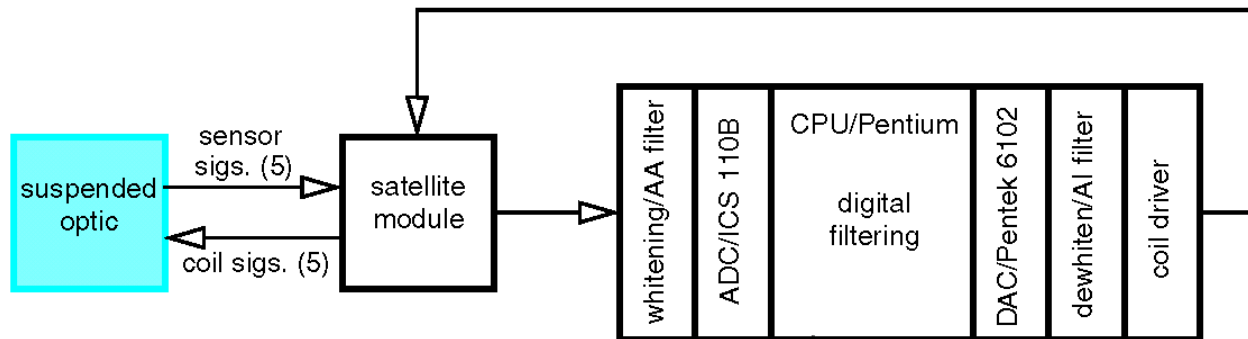 suspended
optic
sensor
sigs. (5)
coil sigs. (5)
satellite
module
whitening/AA filter
ADC/ICS 110B
CPU/Pentium
digital
filtering
DAC/Pentek 6102
dewhiten/AI filter
coil driver